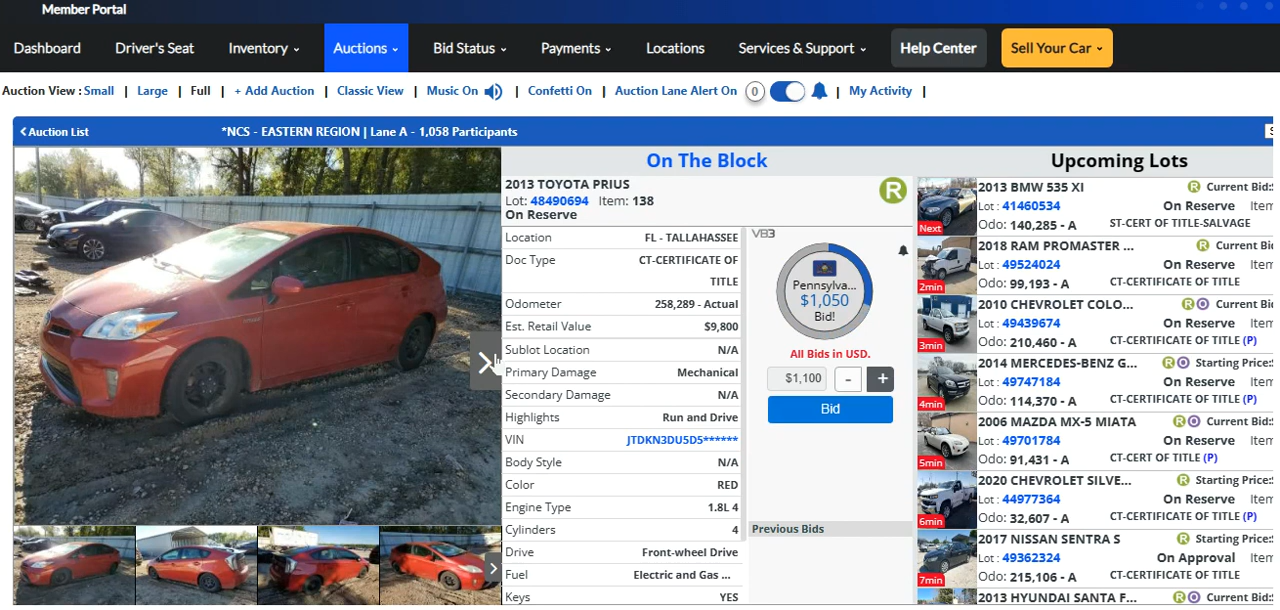 Member Portal
Dashboard Driver's Seat Inventory Auctions Bid Status Payments Locations Services & Support Help Center Sell Your Car
Auction View : Small | Large | Full | + Add Auction | Classic View | Music On | Confetti On | Auction Lane Alert On 0 | My Activity |
Auction List *NCS - EASTERN REGION | Lane A - 1,058 Participants
On The Block
2013 TOYOTA PRIUS
Lot: 48490694 Item: 138
On Reserve
R
Location FL - TALLAHASSEE
Doc Type CT-CERTIFICATE OF
TITLE
Odometer 258,289 - Actual
Est. Retail Value $9,800
Sublot Location N/A
Primary Damage Mechanical
Secondary Damage N/A
Highlights Run and Drive
VIN JTDKN3DU5D5******
Body Style N/A
Color RED
Engine Type 1.8L 4
Cylinders 4
Drive Front-wheel Drive
Fuel Electric and Gas ...
Keys YES
VB3
Pennsylva...
$1,050
Bid!
All Bids in USD.
$1,100 - +
Bid
Previous Bids
Upcoming Lots
2013 BMW 535 XI R Current Bid:
Lot : 41460534 On Reserve Item
Next Odo: 140,285 - A ST-CERT OF TITLE-SALVAGE
2018 RAM PROMASTER ... R Current Bid
Lot : 49524024 On Reserve Item
2min Odo: 99,193 - A CT-CERTIFICATE OF TITLE
2010 CHEVROLET COLO... R O Current Bid
Lot : 49439674 On Reserve Item
3min Odo: 210,460 - A CT-CERTIFICATE OF TITLE (P)
2014 MERCEDES-BENZ G... R O Starting Price:
Lot : 49747184 On Reserve Item
4min Odo: 114,370 - A CT-CERTIFICATE OF TITLE (P)
2006 MAZDA MX-5 MIATA R O Current Bid:
Lot : 49701784 On Reserve Item
5min Odo: 91,431 - A CT-CERT OF TITLE (P)
2020 CHEVROLET SILVE... R Starting Price:
Lot : 44977364 On Reserve Item
6min Odo: 32,607 - A CT-CERTIFICATE OF TITLE (P)
2017 NISSAN SENTRA S R Starting Price:
Lot : 49362324 On Approval Item
7min Odo: 215,106 - A CT-CERTIFICATE OF TITLE
2013 HYUNDAI SANTA F... R O Current Bid: